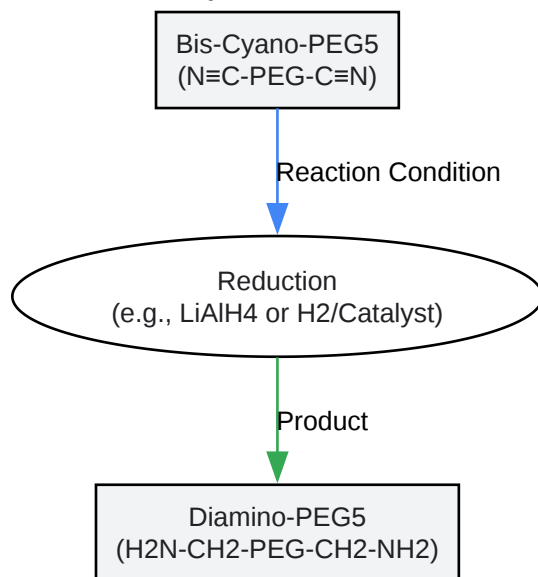 Bis-Cyano-PEG5
(N≡C-PEG-C≡N)
Reaction Condition
Reduction
(e.g., LiAlH4 or H2/Catalyst)
Product
Diamino-PEG5
(H2N-CH2-PEG-CH2-NH2)